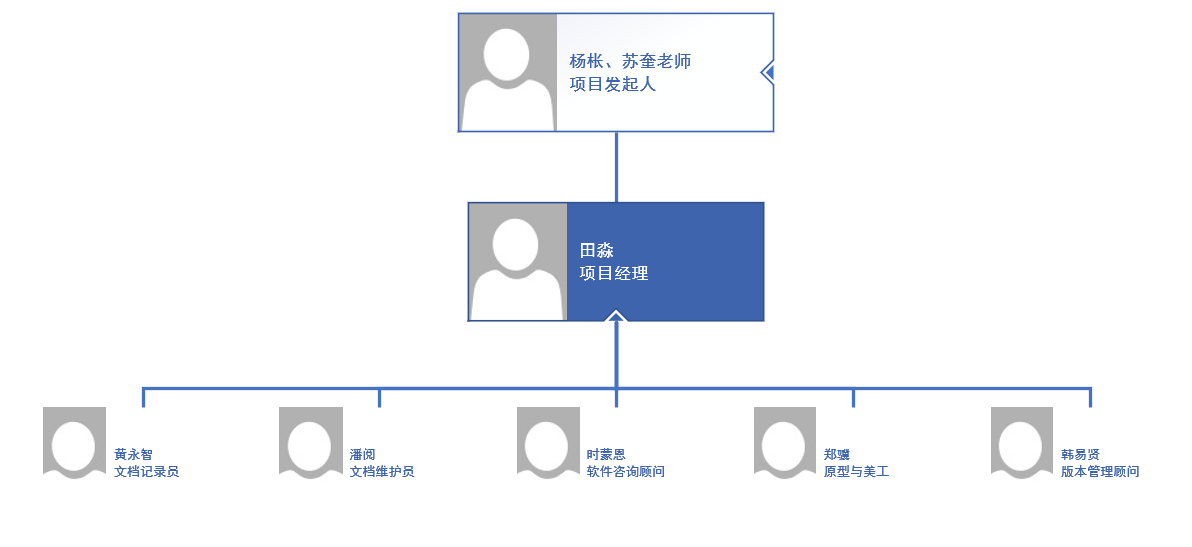 杨枨、苏奎老师
项目发起人
田淼
项目经理
黄永智
文档记录员
潘阅
文档维护员
时蒙恩
软件咨询顾问
郑骥
原型与美工
韩易贤
版本管理顾问